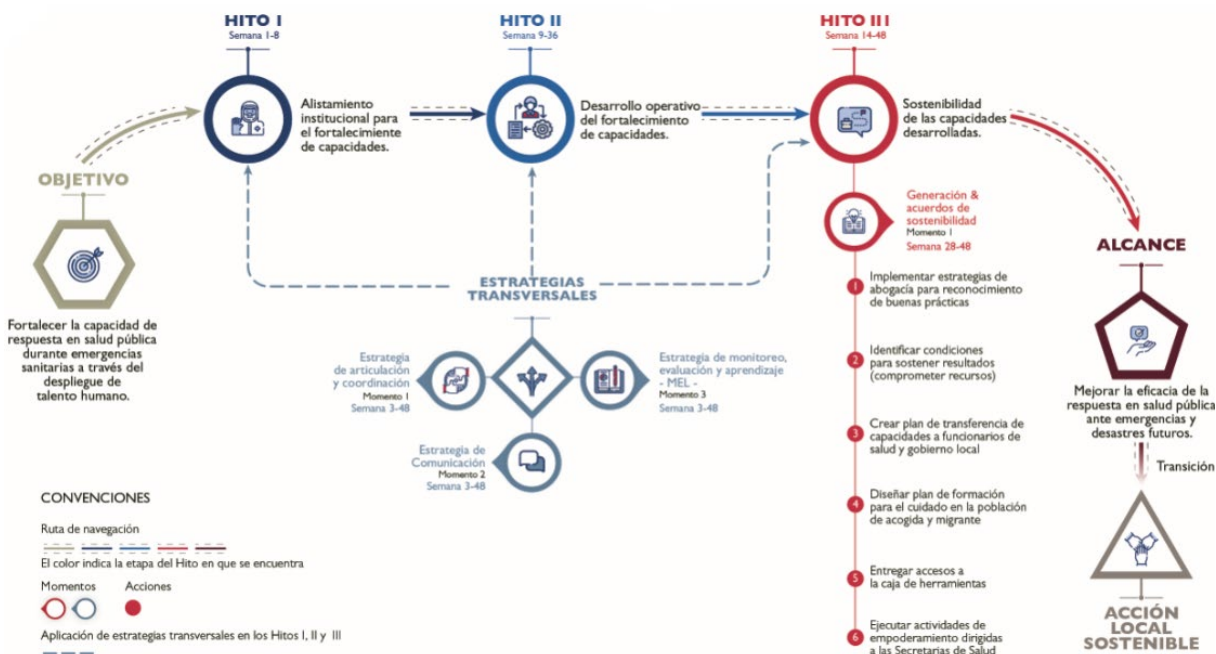 HITO I
Semana 1-8
HITO II
Semana 9-36
HITO III
Semana 14-48
Alistamiento
institucional para
el fortalecimiento
de capacidades.
Desarrollo operativo
del fortalecimiento
de capacidades.
Sostenibilidad
de las capacidades
desarrolladas.
OBJETIVO
Fortalecer la capacidad de
respuesta en salud pública
durante emergencias
sanitarias a través del
despliegue de
talento humano.
ESTRATEGIAS
TRANSVERSALES
Estrategia
de articulación
y coordinación
Momento 1
Semana 3-48
Estrategia de monitoreo,
evaluación y aprendizaje
- MEL -
Momento 3
Semana 3-48
Estrategia de
Comunicación
Momento 2
Semana 3-48
Generación &
acuerdos de
sostenibilidad
Momento 1
Semana 28-48
1 Implementar estrategias de
abogacía para reconocimiento
de buenas prácticas
2 Identificar condiciones
para sostener resultados
(comprometer recursos)
3 Crear plan de transferencia de
capacidades a funcionarios de
salud y gobierno local
4 Diseñar plan de formación
para el cuidado en la población
de acogida y migrante
5 Entregar accesos a
la caja de herramientas
6 Ejecutar actividades de
empoderamiento dirigidas
a las Secretarias de Salud
ALCANCE
Mejorar la eficacia de la
respuesta en salud pública
ante emergencias y
desastres futuros.
Transición
ACCIÓN
LOCAL
SOSTENIBLE
CONVENCIONES
Ruta de navegación
El color indica la etapa del Hito en que se encuentra
Momentos
Acciones
Aplicación de estrategias transversales en los Hitos I, II y III